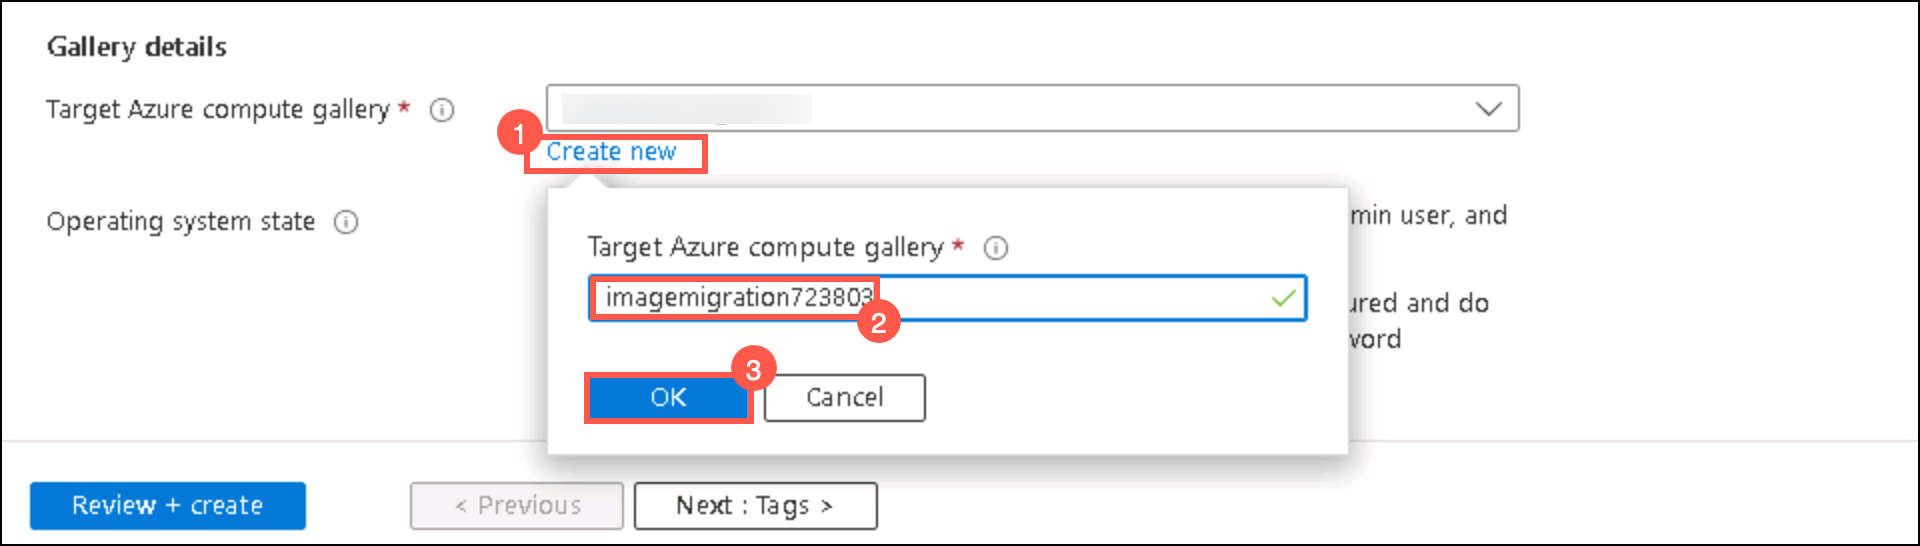 Gallery details
Target Azure compute gallery *
1
Create new
Operating system state
min user, and
Target Azure compute gallery *
imagemigration723803
2
ured and do
word
3
OK
Cancel
Review + create
< Previous
Next : Tags >